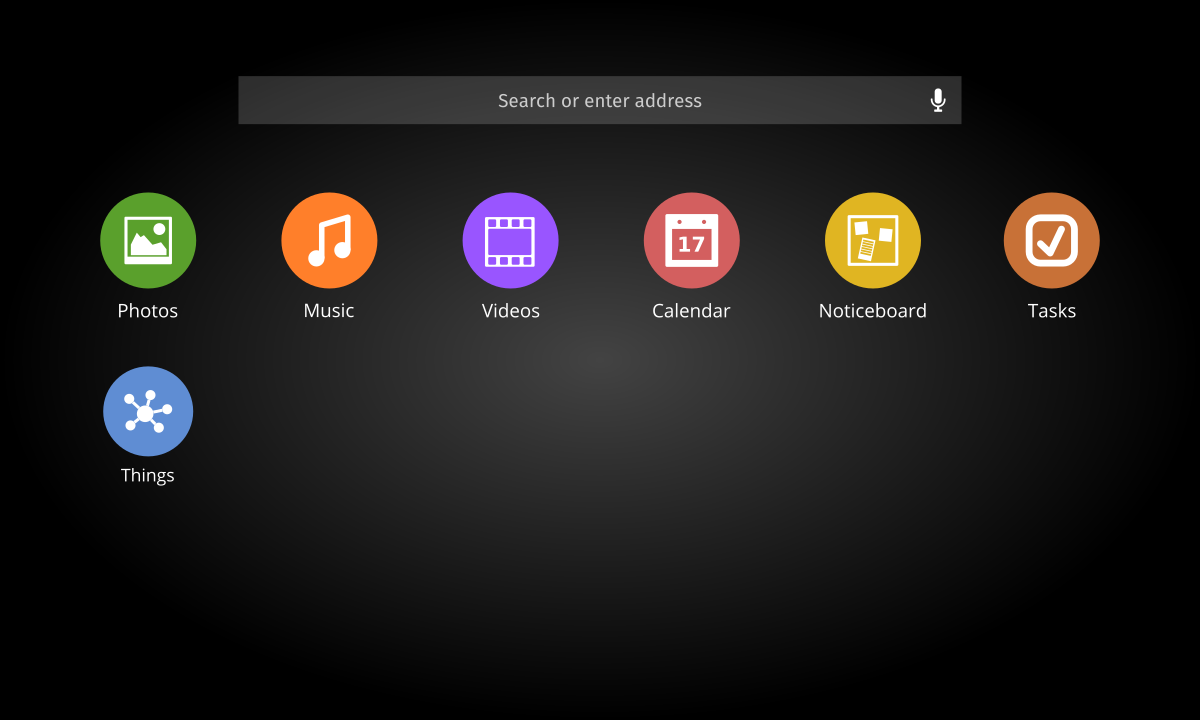 Search or enter address
17
Photos
Music
Videos
Calendar
Noticeboard
Tasks
Things